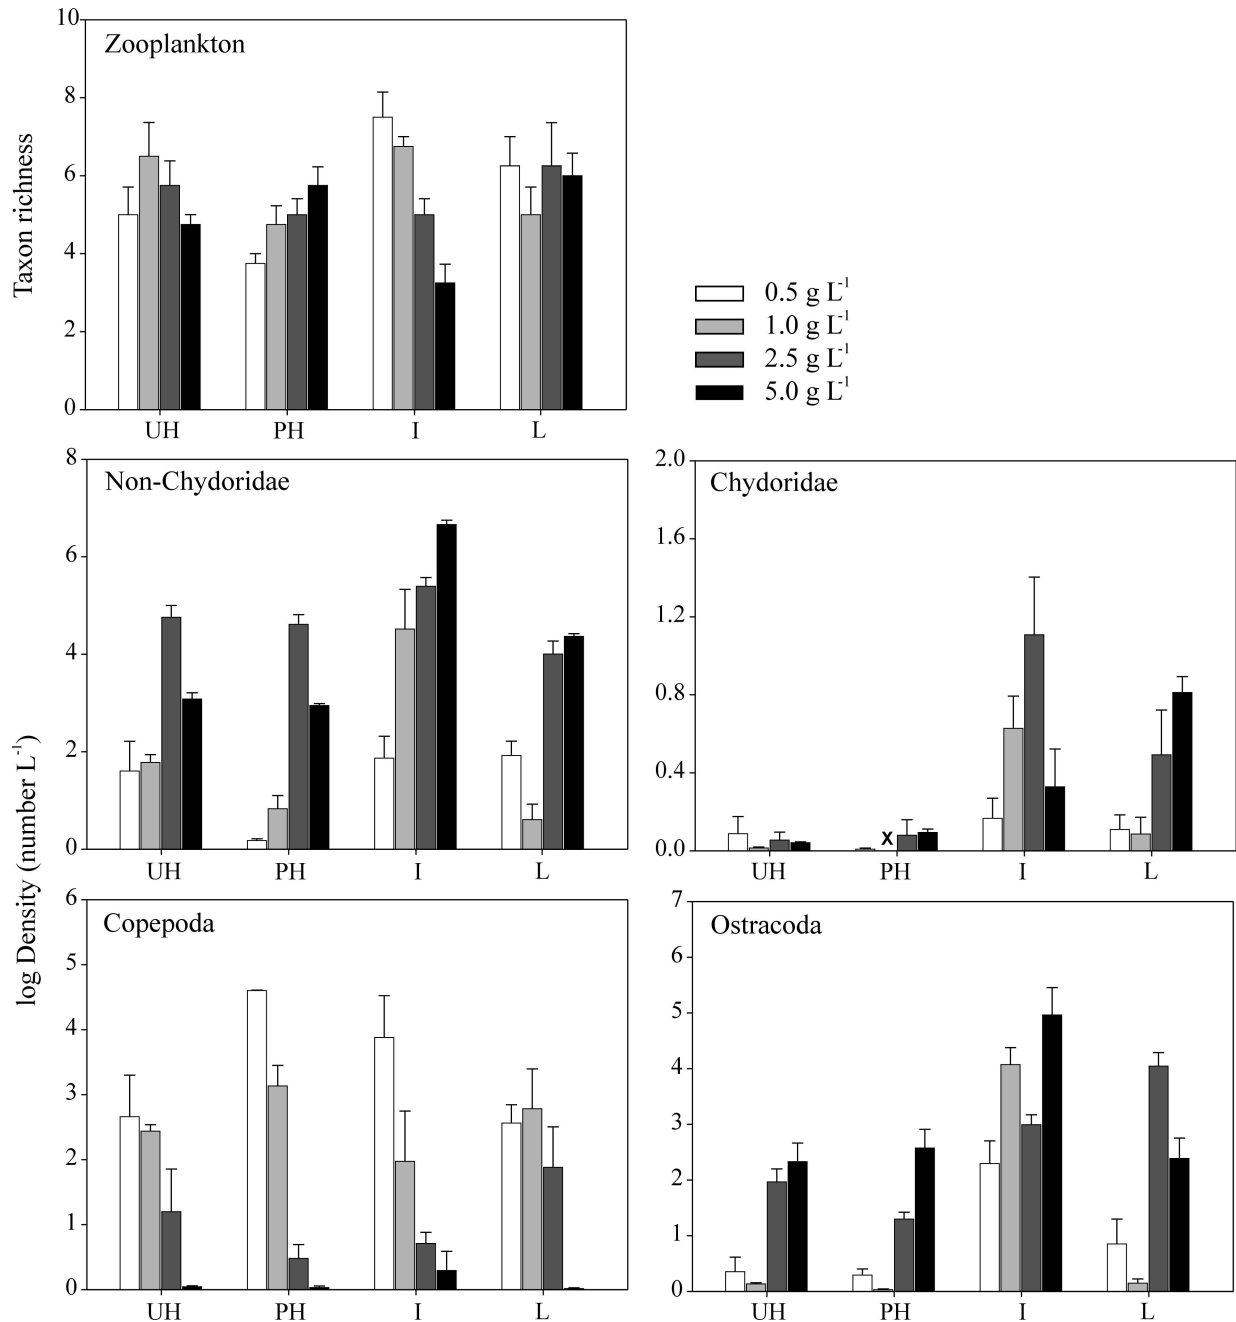 Zooplankton
Taxon richness
10
8
6
4
2
0
UH PH I L
0.5 g L⁻¹
1.0 g L⁻¹
2.5 g L⁻¹
5.0 g L⁻¹
log Density (number L⁻¹)
Non-Chydoridae
8
6
4
2
0
UH PH I L
Chydoridae
2.0
1.6
1.2
0.8
0.4
0.0
X
UH PH I L
Copepoda
6
5
4
3
2
1
0
UH PH I L
Ostracoda
7
6
5
4
3
2
1
0
UH PH I L